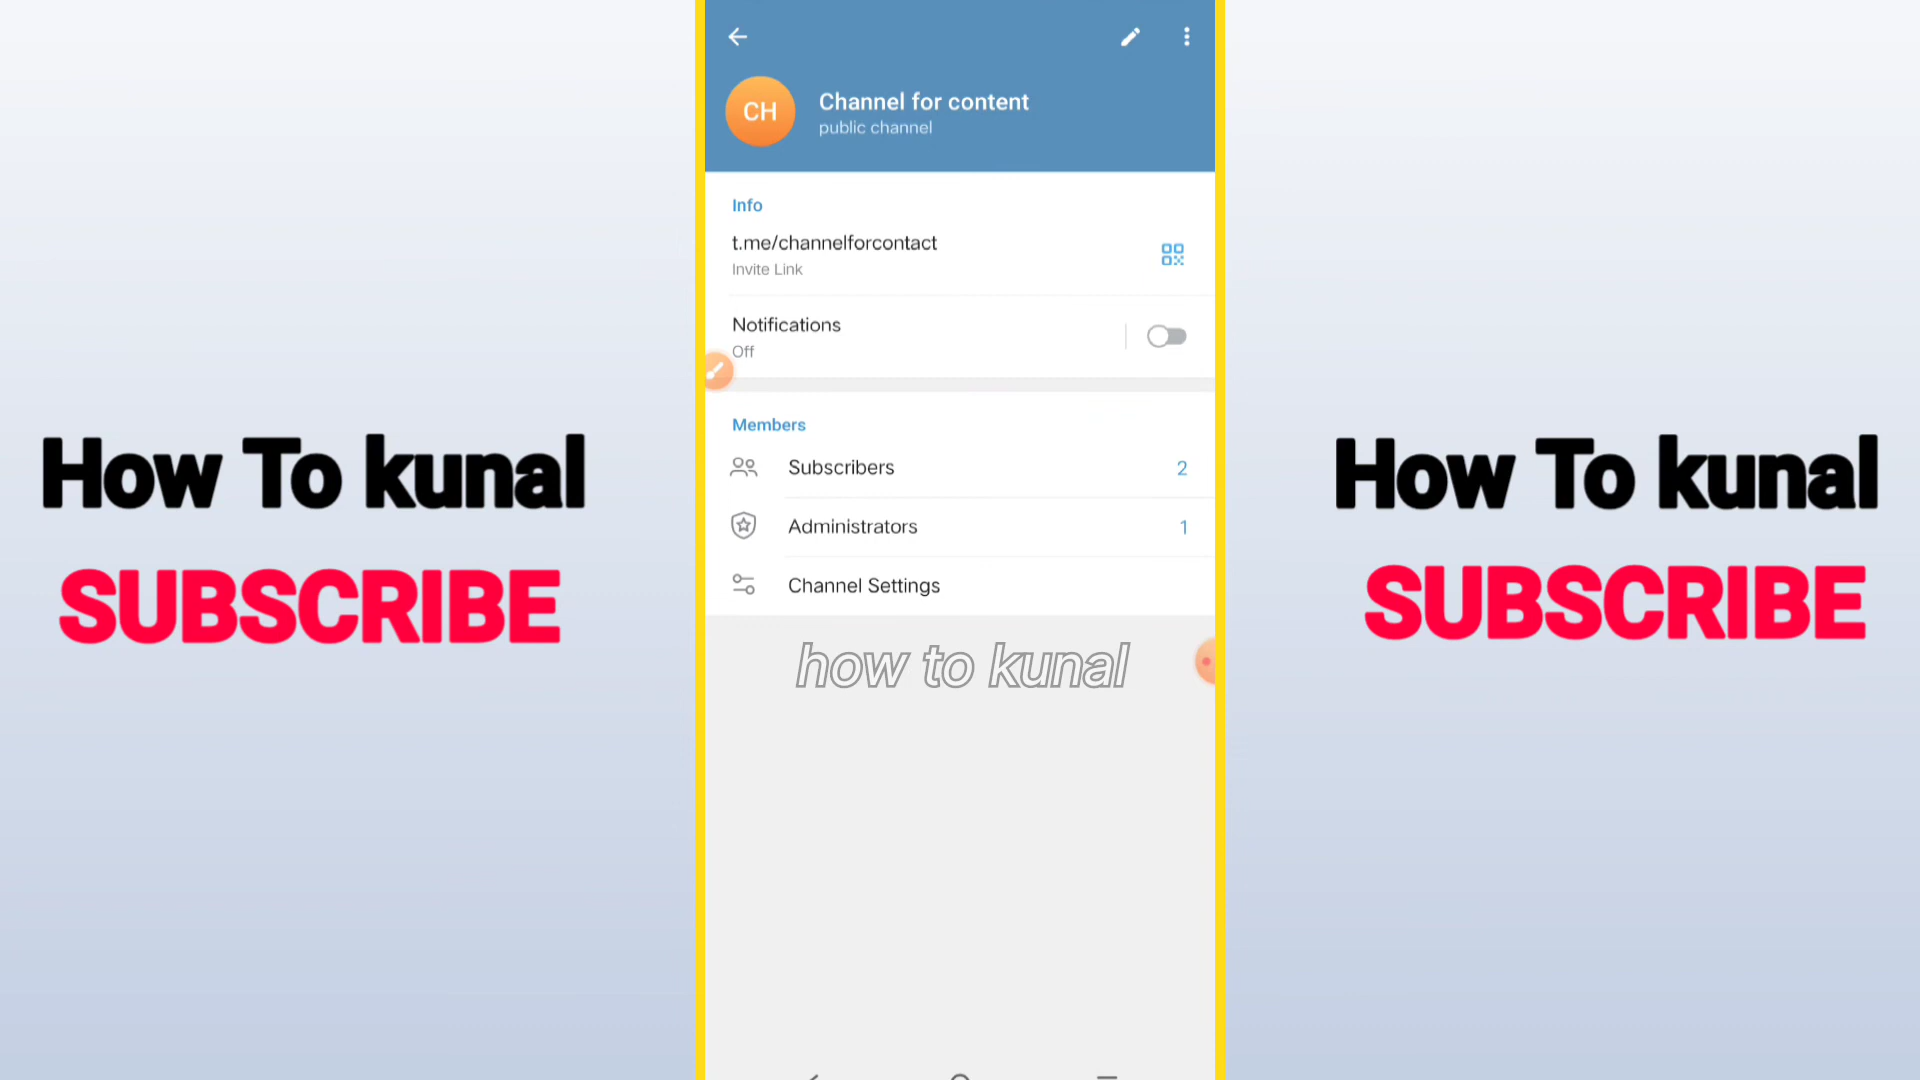 CH
Channel for content
public channel
Info
t.me/channelforcontact
Invite Link
Notifications
Off
Members
Subscribers 2
Administrators 1
Channel Settings
how to kunal
How To kunal
SUBSCRIBE
How To kunal
SUBSCRIBE